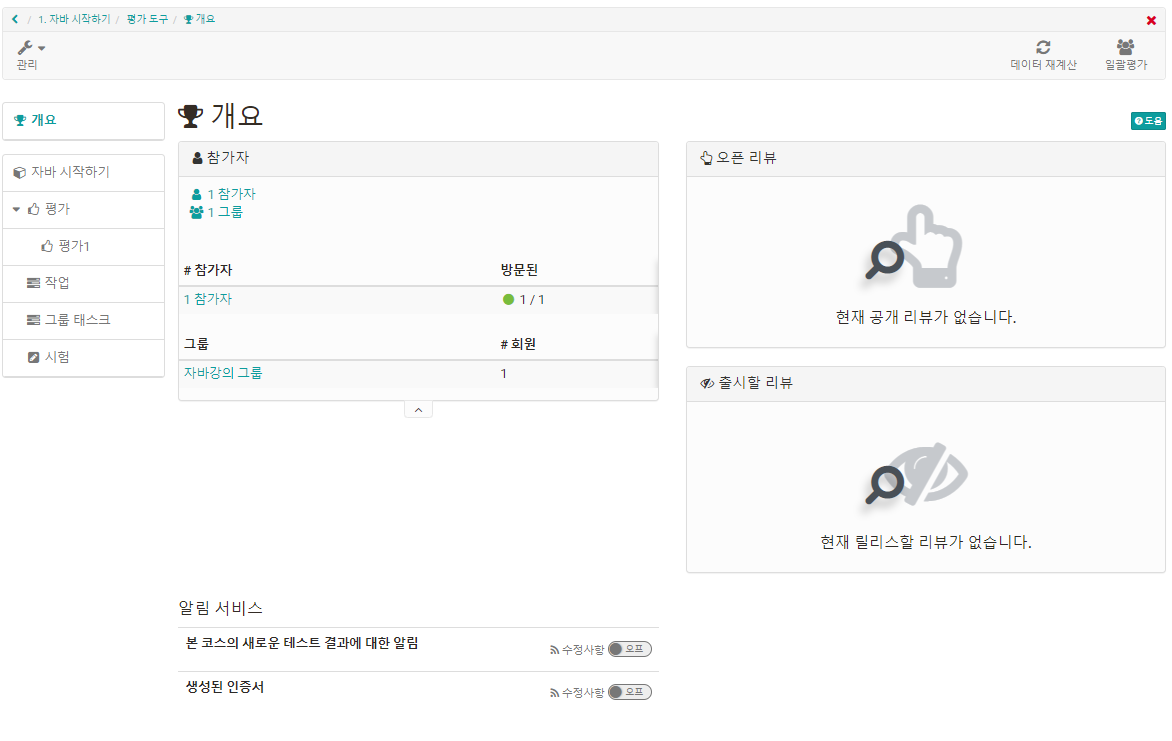 / 1. 자바 시작하기 / 평가 도구 / 개요
관리
데이터 재계산
일괄평가
개요
자바 시작하기
평가
평가1
작업
그룹 태스크
시험
개요
도움
참가자
1 참가자
1 그룹
# 참가자 방문된
1 참가자 1 / 1
그룹 # 회원
자바강의 그룹 1
오픈 리뷰
현재 공개 리뷰가 없습니다.
출시할 리뷰
현재 릴리스할 리뷰가 없습니다.
알림 서비스
본 코스의 새로운 테스트 결과에 대한 알림
수정사항 오프
생성된 인증서
수정사항 오프